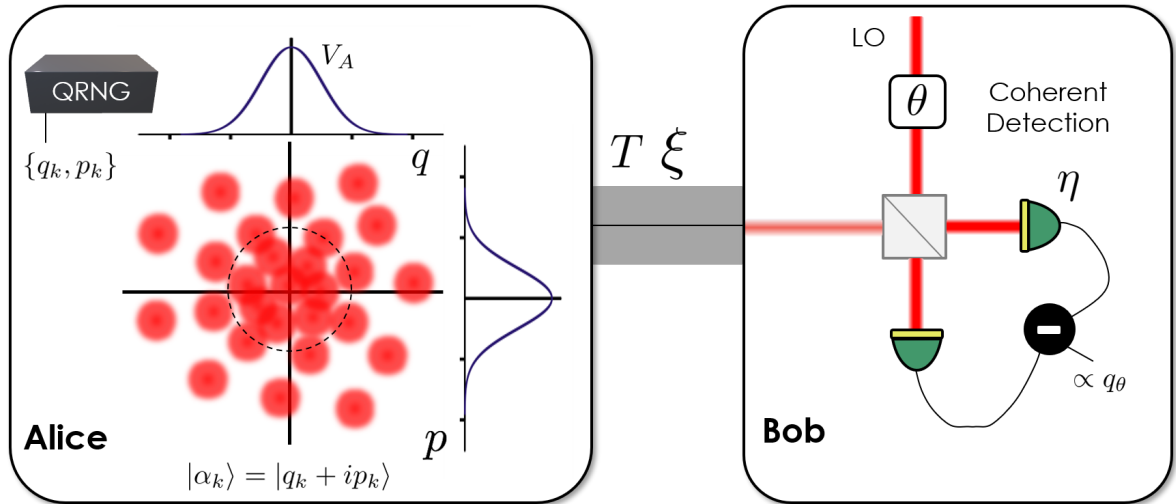 QRNG
{q_k, p_k}
V_A
q
p
Alice
|α_k⟩ = |q_k + ip_k⟩
T ξ
LO
θ
Coherent
Detection
η
∝ q_θ
Bob